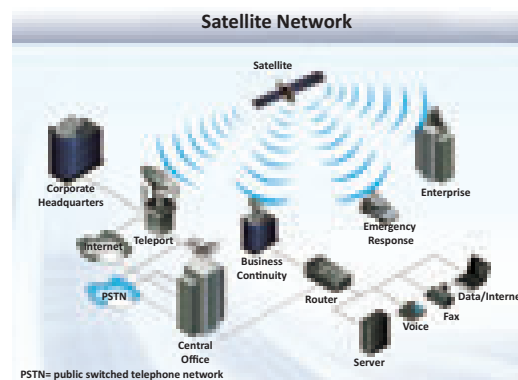 Satellite Network
Satellite
Corporate
Headquarters
Enterprise
Internet
Teleport
Emergency
Response
Business
Continuity
PSTN
Router
Data/Internet
Fax
Voice
Central
Office
Server
PSTN= public switched telephone network